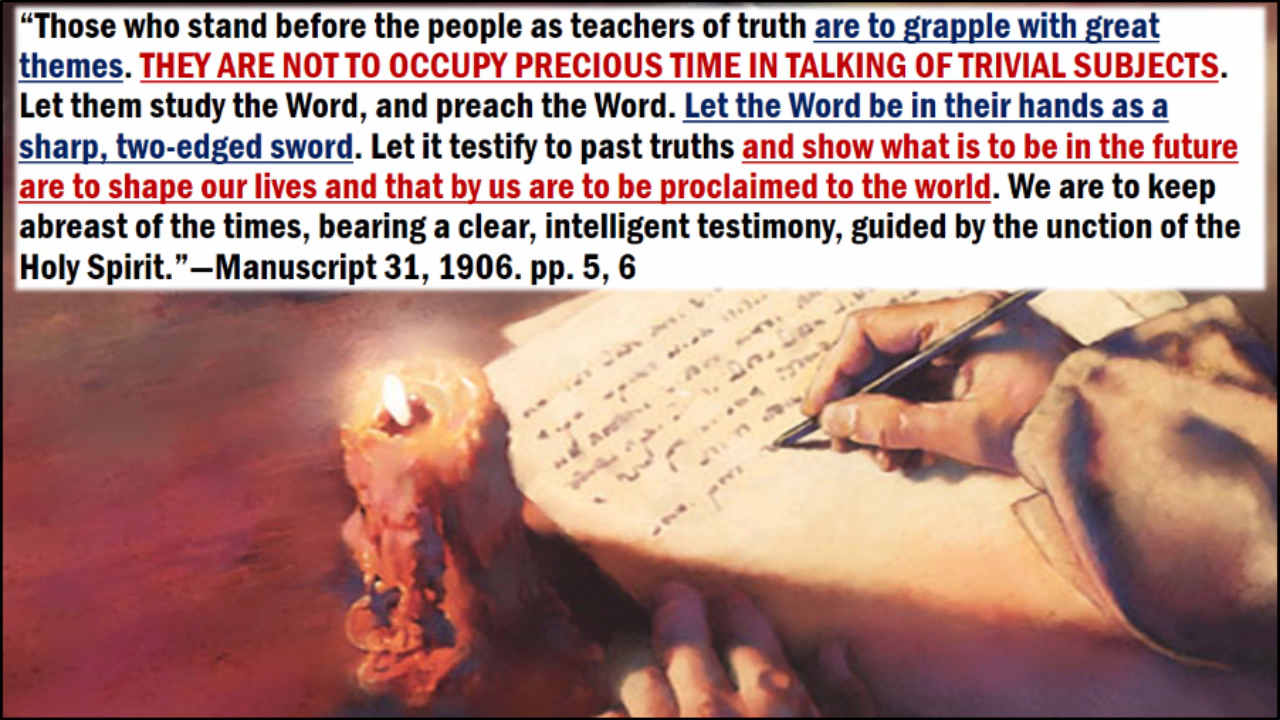 “Those who stand before the people as teachers of truth are to grapple with great
themes. THEY ARE NOT TO OCCUPY PRECIOUS TIME IN TALKING OF TRIVIAL SUBJECTS.
Let them study the Word, and preach the Word. Let the Word be in their hands as a
sharp, two-edged sword. Let it testify to past truths and show what is to be in the future
are to shape our lives and that by us are to be proclaimed to the world. We are to keep
abreast of the times, bearing a clear, intelligent testimony, guided by the unction of the
Holy Spirit.”—Manuscript 31, 1906. pp. 5, 6